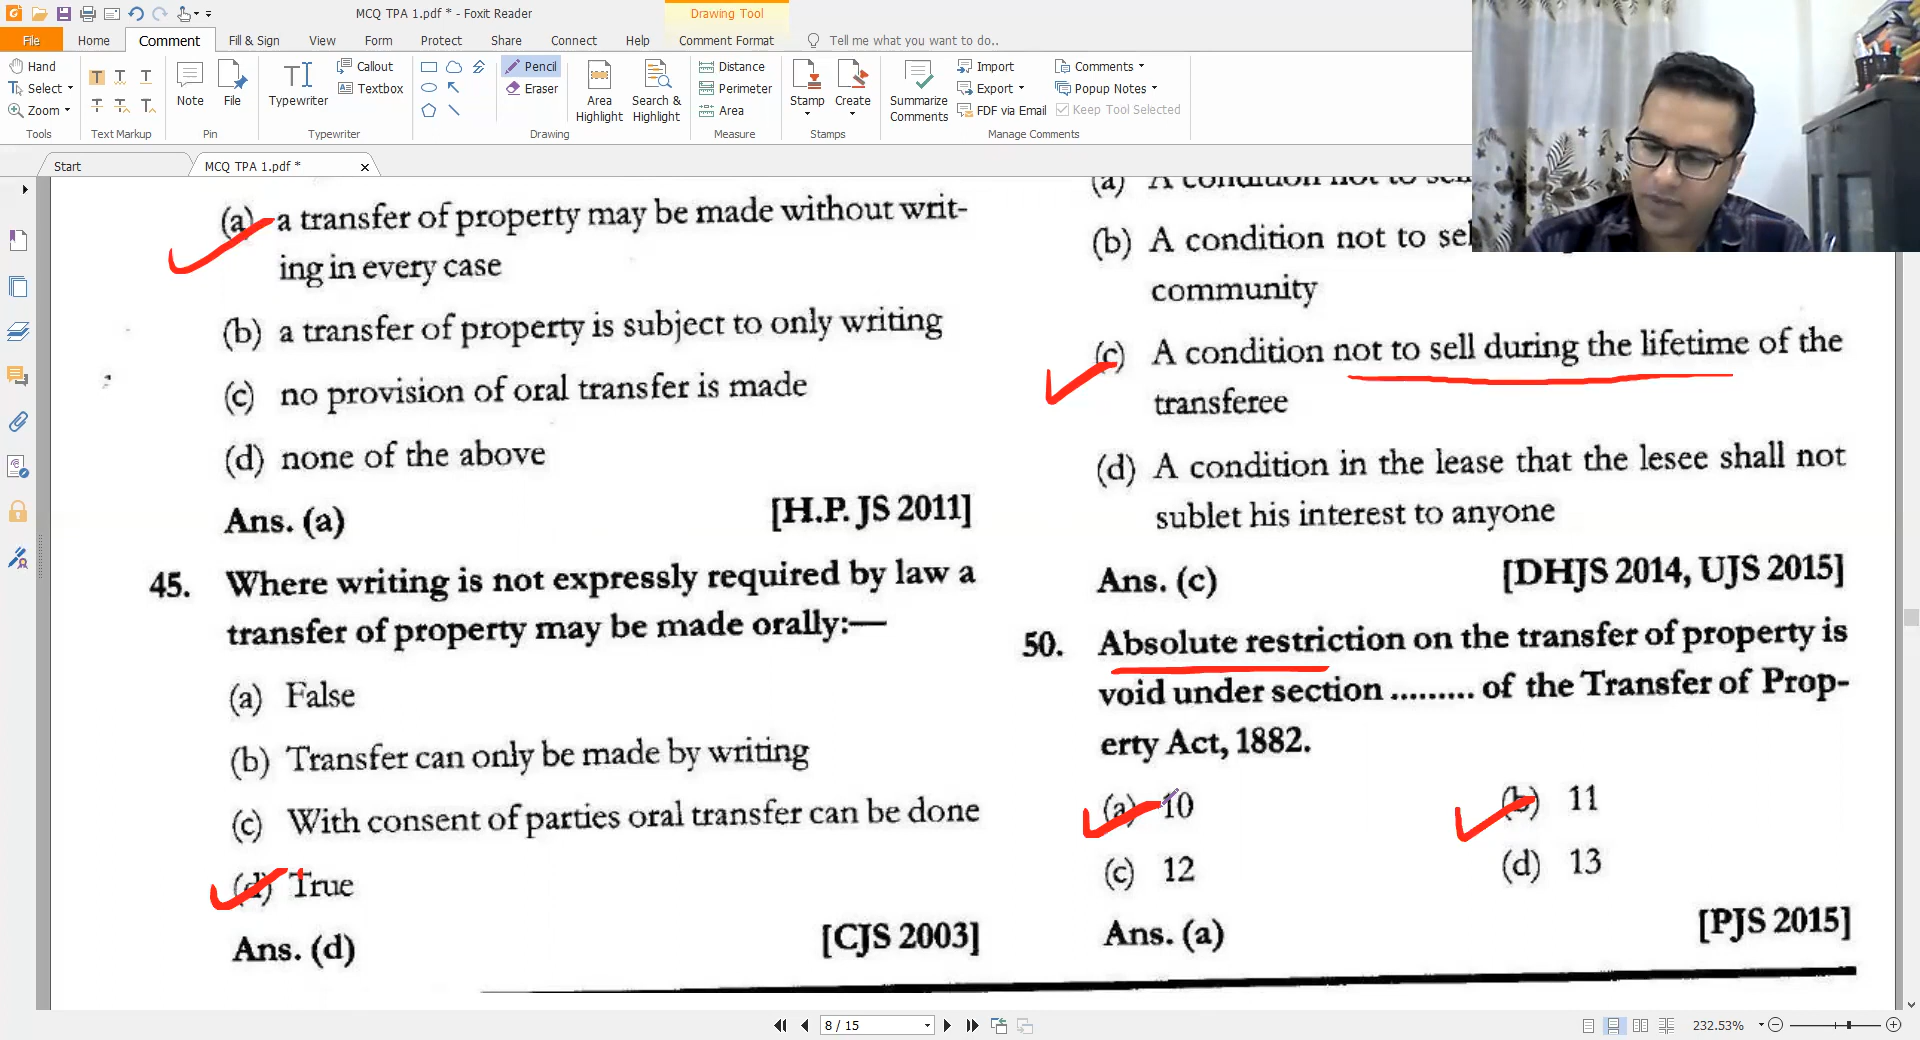 MCQ TPA 1.pdf * - Foxit Reader
Drawing Tool
File Home Comment Fill & Sign View Form Protect Share Connect Help Comment Format Tell me what you want to do..
Hand
Select
Zoom
Tools
Text Markup
Note
File
Pin
Typewriter
Callout
Textbox
Typewriter
Pencil
Eraser
Area Highlight
Search & Highlight
Drawing
Distance
Perimeter
Area
Measure
Stamp
Create
Stamps
Summarize Comments
Import
Export
FDF via Email
Comments
Popup Notes
Keep Tool Selected
Manage Comments
Start
MCQ TPA 1.pdf *
(a) a transfer of property may be made without writ-
ing in every case
(b) a transfer of property is subject to only writing
(c) no provision of oral transfer is made
(d) none of the above
Ans. (a) [H.P. JS 2011]
45. Where writing is not expressly required by law a
transfer of property may be made orally:—
(a) False
(b) Transfer can only be made by writing
(c) With consent of parties oral transfer can be done
(d) True
Ans. (d) [CJS 2003]
(a) A condition not to
(b) A condition not to
community
(c) A condition not to sell during the lifetime of the
transferee
(d) A condition in the lease that the lesee shall not
sublet his interest to anyone
Ans. (c) [DHJS 2014, UJS 2015]
50. Absolute restriction on the transfer of property is
void under section ......... of the Transfer of Prop-
erty Act, 1882.
(a) 10 (b) 11
(c) 12 (d) 13
Ans. (a) [PJS 2015]
8 / 15
232.53%